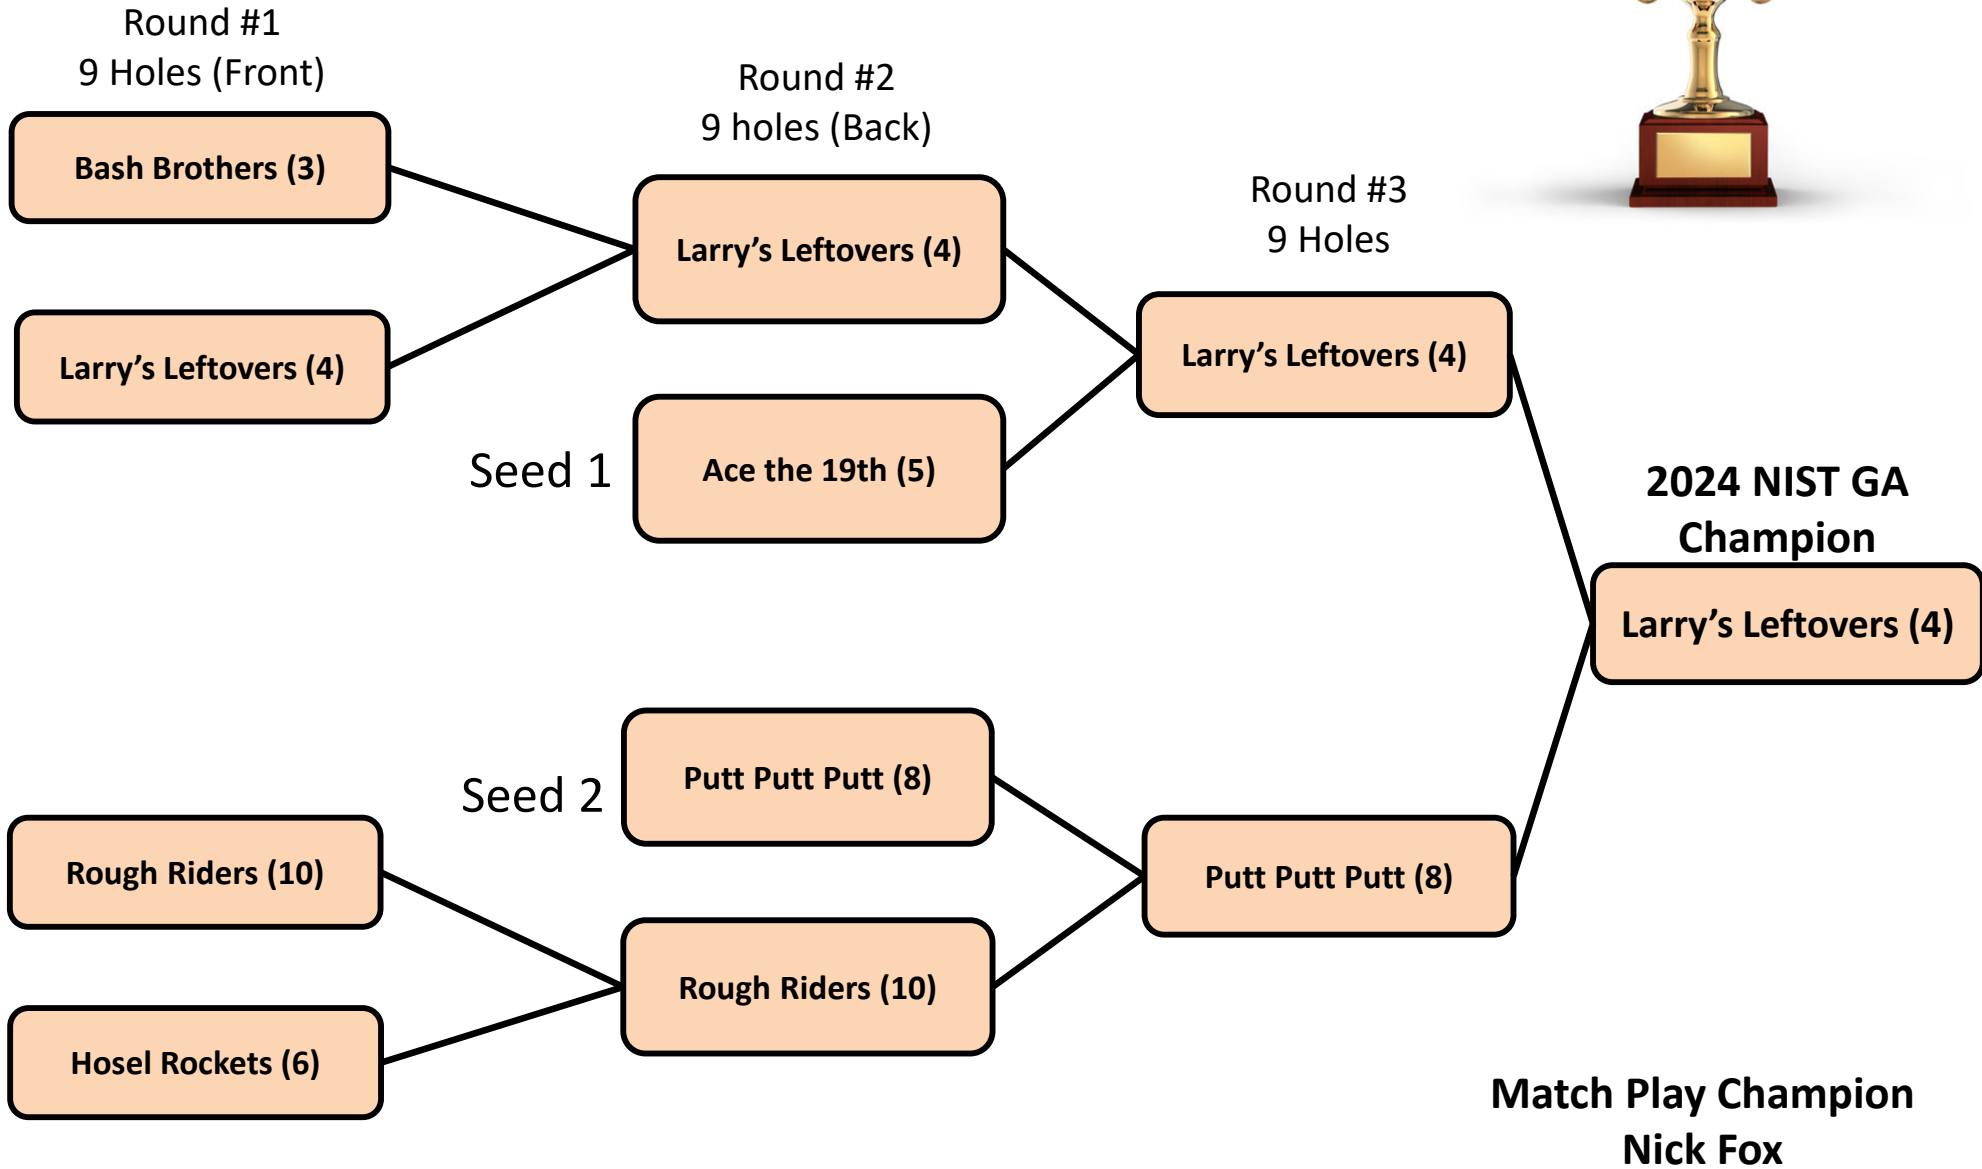 Round #1
9 Holes (Front)
Round #2
9 holes (Back)
Round #3
9 Holes
Bash Brothers (3)
Larry’s Leftovers (4)
Larry’s Leftovers (4)
Seed 1
Ace the 19th (5)
Larry’s Leftovers (4)
2024 NIST GA
Champion
Larry’s Leftovers (4)
Seed 2
Putt Putt Putt (8)
Rough Riders (10)
Putt Putt Putt (8)
Rough Riders (10)
Hosel Rockets (6)
Match Play Champion
Nick Fox